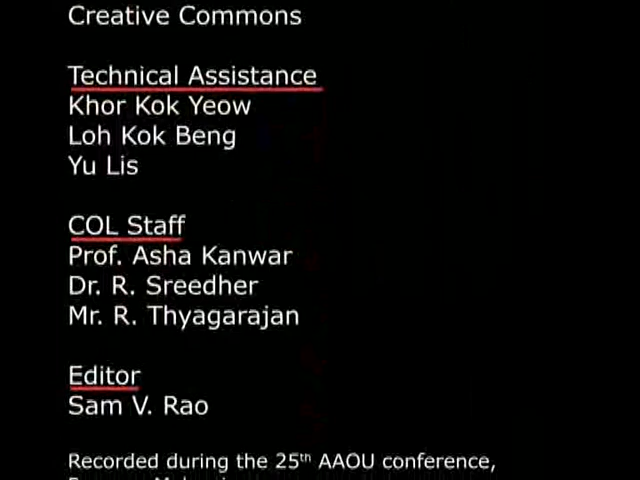 Creative Commons
Technical Assistance
Khor Kok Yeow
Loh Kok Beng
Yu Lis
COL Staff
Prof. Asha Kanwar
Dr. R. Sreedher
Mr. R. Thyagarajan
Editor
Sam V. Rao
Recorded during the 25th AAOU conference,